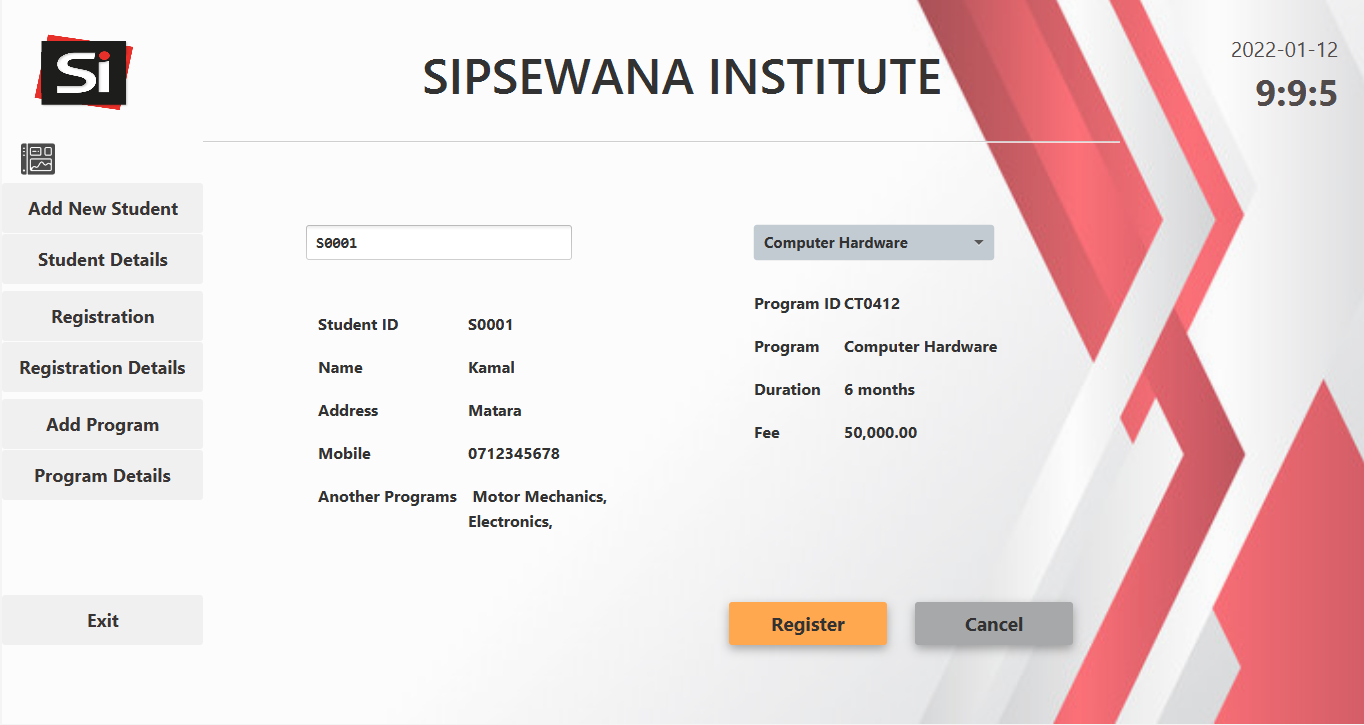 Si
SIPSEWANA INSTITUTE
2022-01-12
9:9:5
Add New Student
Student Details
Registration
Registration Details
Add Program
Program Details
Exit
S0001
Student ID S0001
Name Kamal
Address Matara
Mobile 0712345678
Another Programs Motor Mechanics,
Electronics,
Computer Hardware
Program ID CT0412
Program Computer Hardware
Duration 6 months
Fee 50,000.00
Register
Cancel